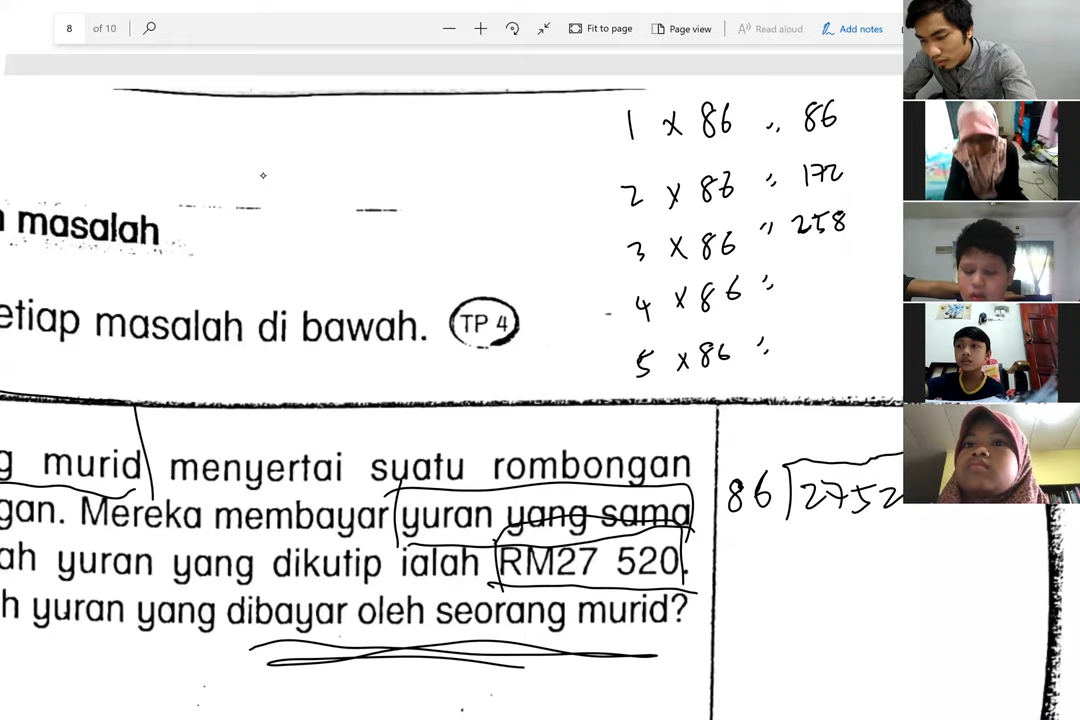 8 of 10 Fit to page Page view Read aloud Add notes
1 × 86 = 86
2 × 86 = 172
3 × 86 = 258
4 × 86 =
5 × 86 =
masalah
etiap masalah di bawah. TP 4
g murid menyertai suatu rombongan
gan. Mereka membayar yuran yang sama
ah yuran yang dikutip ialah RM27 520.
h yuran yang dibayar oleh seorang murid?
86 2752